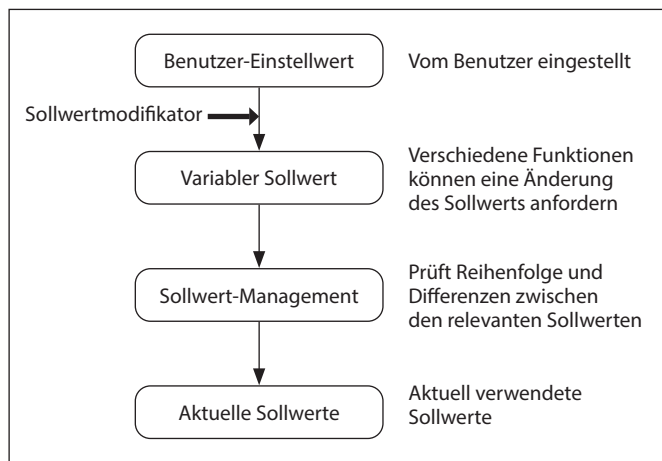 Benutzer-Einstellwert
Vom Benutzer eingestellt
Sollwertmodifikator
Variabler Sollwert
Verschiedene Funktionen
können eine Änderung
des Sollwerts anfordern
Sollwert-Management
Prüft Reihenfolge und
Differenzen zwischen
den relevanten Sollwerten
Aktuelle Sollwerte
Aktuell verwendete
Sollwerte